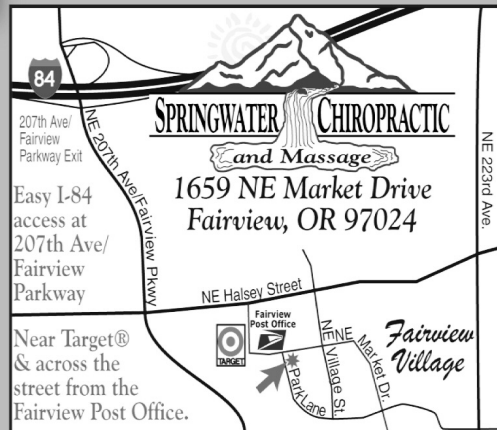 84
SPRINGWATER CHIROPRACTIC
and Massage
1659 NE Market Drive
Fairview, OR 97024
207th Ave/
Fairview
Parkway Exit
Easy I-84
access at
207th Ave/
Fairview
Parkway
NE 207th Ave/Fairview Pkwy
NE 223rd Ave.
NE Halsey Street
Fairview
Post Office
TARGET
NE Village St.
NE Market Dr.
Park Lane
Fairview
Village
Near Target®
& across the
street from the
Fairview Post Office.